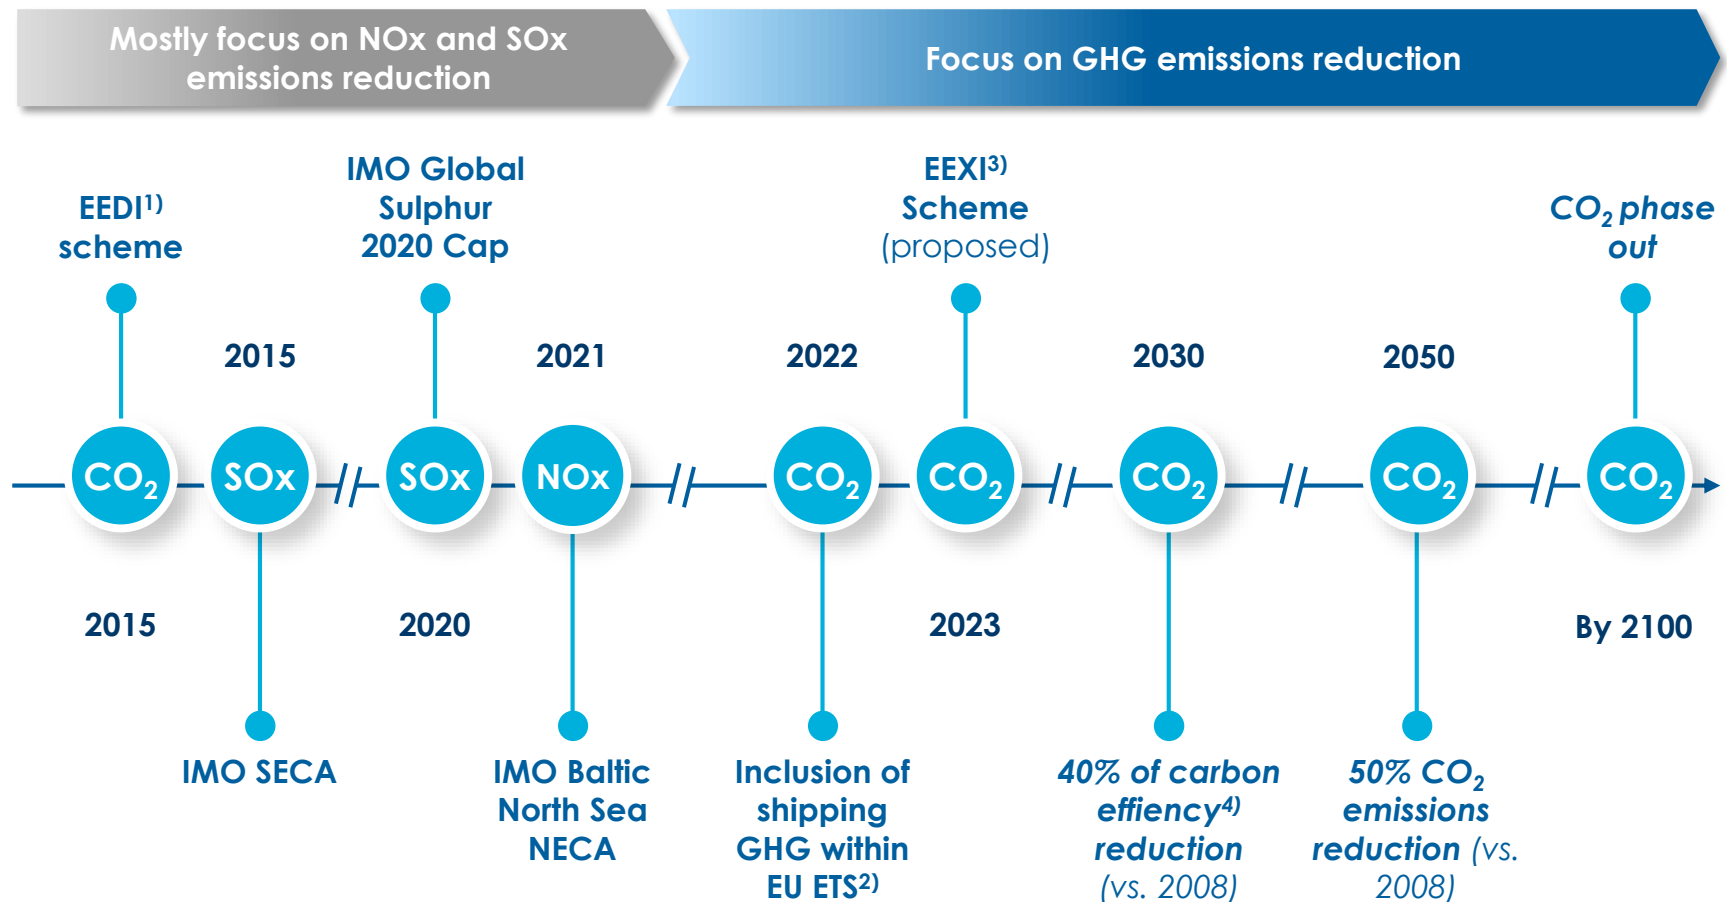 Mostly focus on NOx and SOx
emissions reduction
Focus on GHG emissions reduction
EEDI1)
scheme
IMO Global
Sulphur
2020 Cap
EEXI3)
Scheme
(proposed)
CO2 phase
out
2015
2021
2022
2030
2050
CO2
SOx
SOx
NOx
CO2
CO2
CO2
CO2
CO2
2015
2020
2023
By 2100
IMO SECA
IMO Baltic
North Sea
NECA
Inclusion of
shipping
GHG within
EU ETS2)
40% of carbon
effiency4)
reduction
(vs. 2008)
50% CO2
emissions
reduction (vs.
2008)